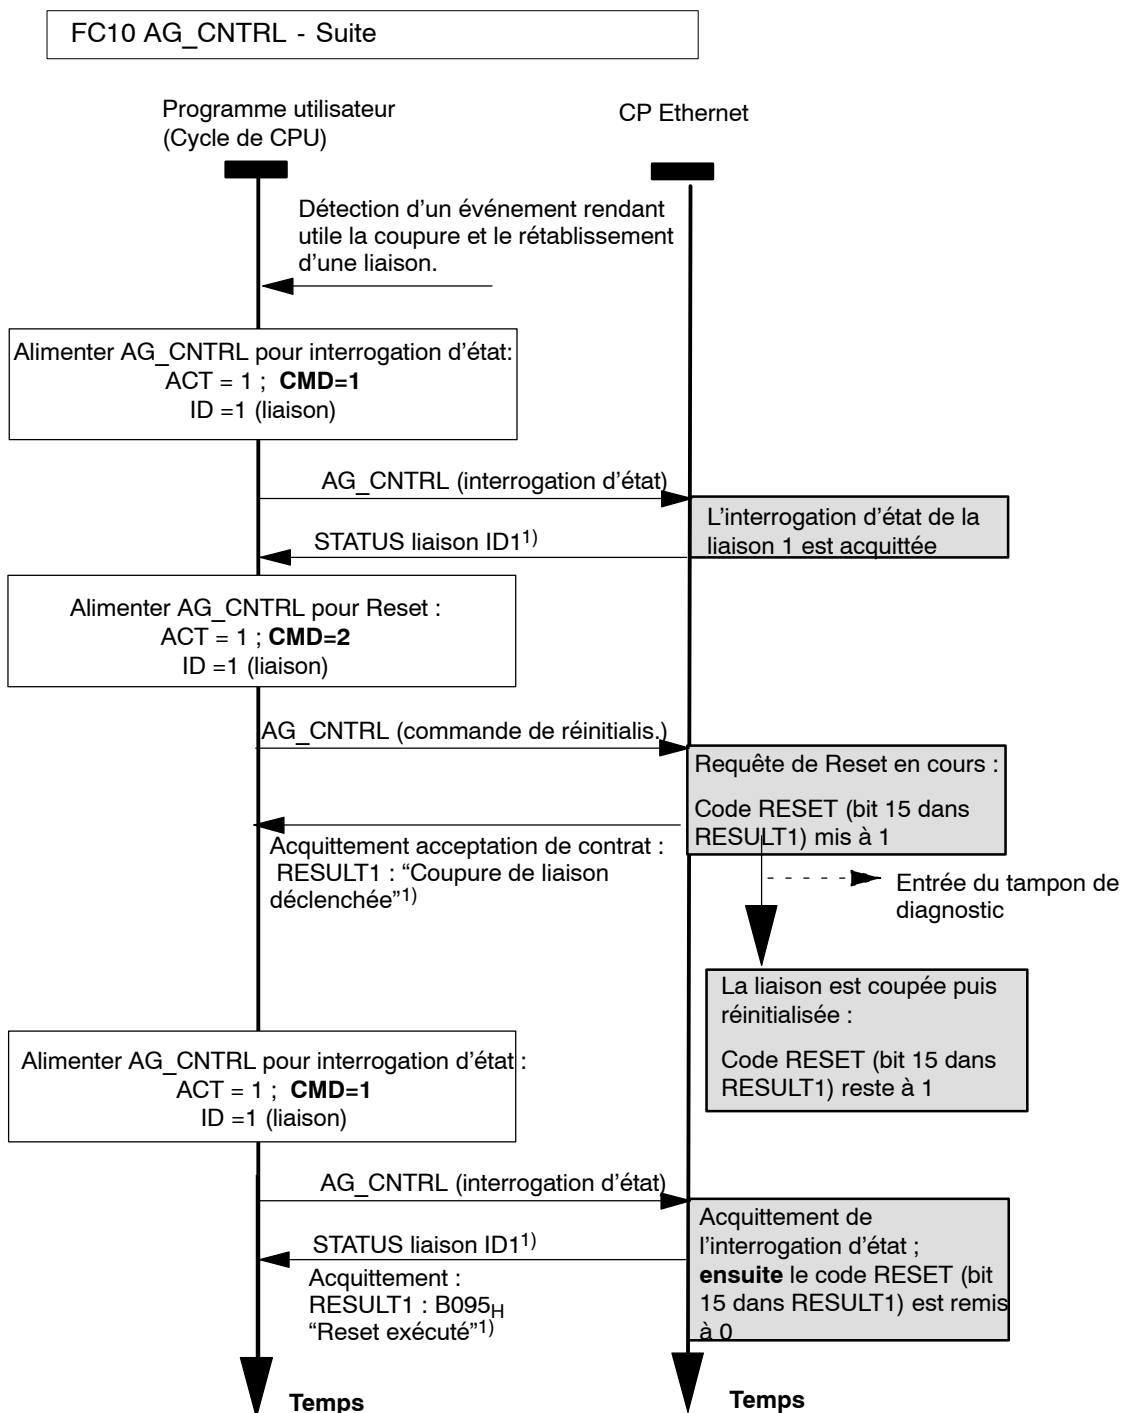 FC10 AG_CNTRL - Suite
Programme utilisateur
(Cycle de CPU)
CP Ethernet
Détection d’un événement rendant
utile la coupure et le rétablissement
d’une liaison.
Alimenter AG_CNTRL pour interrogation d’état:
ACT = 1 ; CMD=1
ID =1 (liaison)
AG_CNTRL (interrogation d’état)
L’interrogation d’état de la
liaison 1 est acquittée
STATUS liaison ID1¹⁾
Alimenter AG_CNTRL pour Reset :
ACT = 1 ; CMD=2
ID =1 (liaison)
AG_CNTRL (commande de réinitialis.)
Requête de Reset en cours :
Code RESET (bit 15 dans
RESULT1) mis à 1
Acquittement acceptation de contrat :
RESULT1 : “Coupure de liaison
déclenchée”¹⁾
Entrée du tampon de
diagnostic
La liaison est coupée puis
réinitialisée :
Code RESET (bit 15 dans
RESULT1) reste à 1
Alimenter AG_CNTRL pour interrogation d’état :
ACT = 1 ; CMD=1
ID =1 (liaison)
AG_CNTRL (interrogation d’état)
Acquittement de
l’interrogation d’état ;
ensuite le code RESET (bit
15 dans RESULT1) est remis
à 0
STATUS liaison ID1¹⁾
Acquittement :
RESULT1 : B095H
“Reset exécuté”¹⁾
Temps
Temps